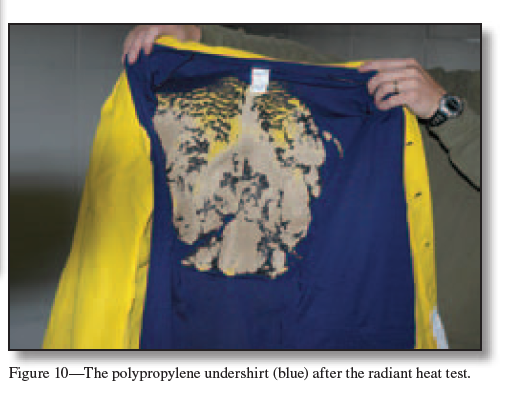 Figure 10—The polypropylene undershirt (blue) after the radiant heat test.